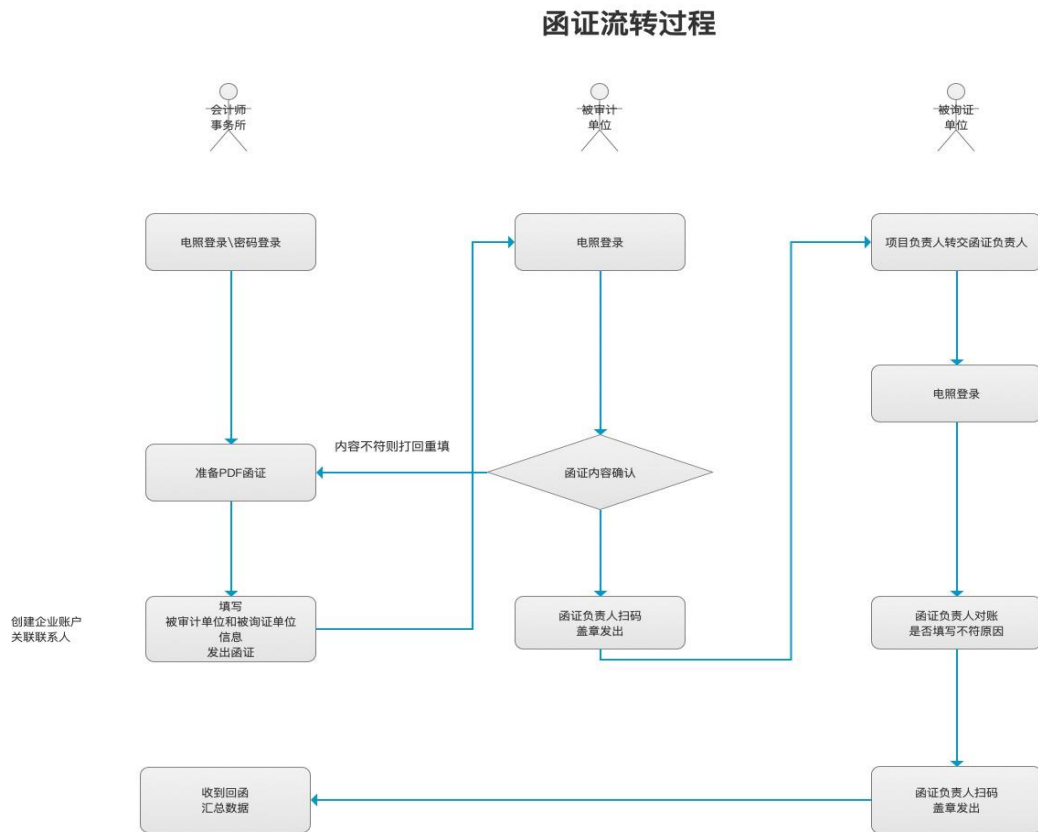 函证流转过程
会计师
事务所
被审计
单位
被询证
单位
电照登录\密码登录
电照登录
项目负责人转交函证负责人
电照登录
内容不符则打回重填
准备PDF函证
函证内容确认
创建企业账户
关联联系人
填写
被审计单位和被询证单位
信息
发出函证
函证负责人扫码
盖章发出
函证负责人对账
是否填写不符原因
收到回函
汇总数据
函证负责人扫码
盖章发出